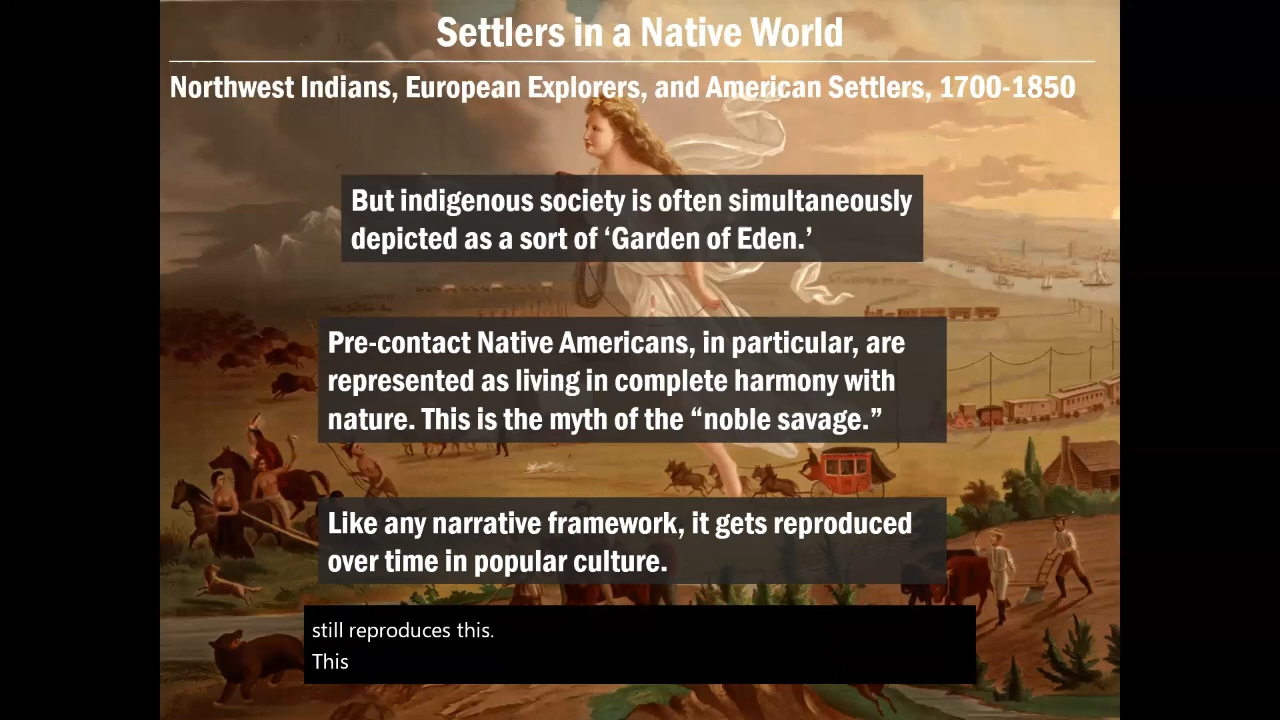 Settlers in a Native World
Northwest Indians, European Explorers, and American Settlers, 1700-1850
But indigenous society is often simultaneously
depicted as a sort of ‘Garden of Eden.’
Pre-contact Native Americans, in particular, are
represented as living in complete harmony with
nature. This is the myth of the “noble savage.”
Like any narrative framework, it gets reproduced
over time in popular culture.
still reproduces this.
This